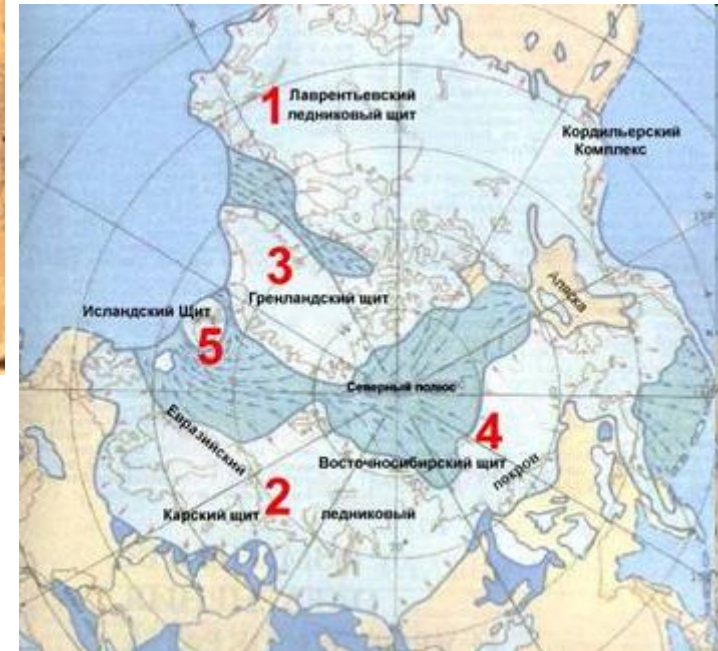 1
Лаврентьевский
ледниковый щит
Кордильерский
Комплекс
3
Гренландский щит
Аляска
Исландский Щит
5
Северный полюс
Евразинский
4
Восточносибирский щит
покров
Карский щит
2
ледниковый